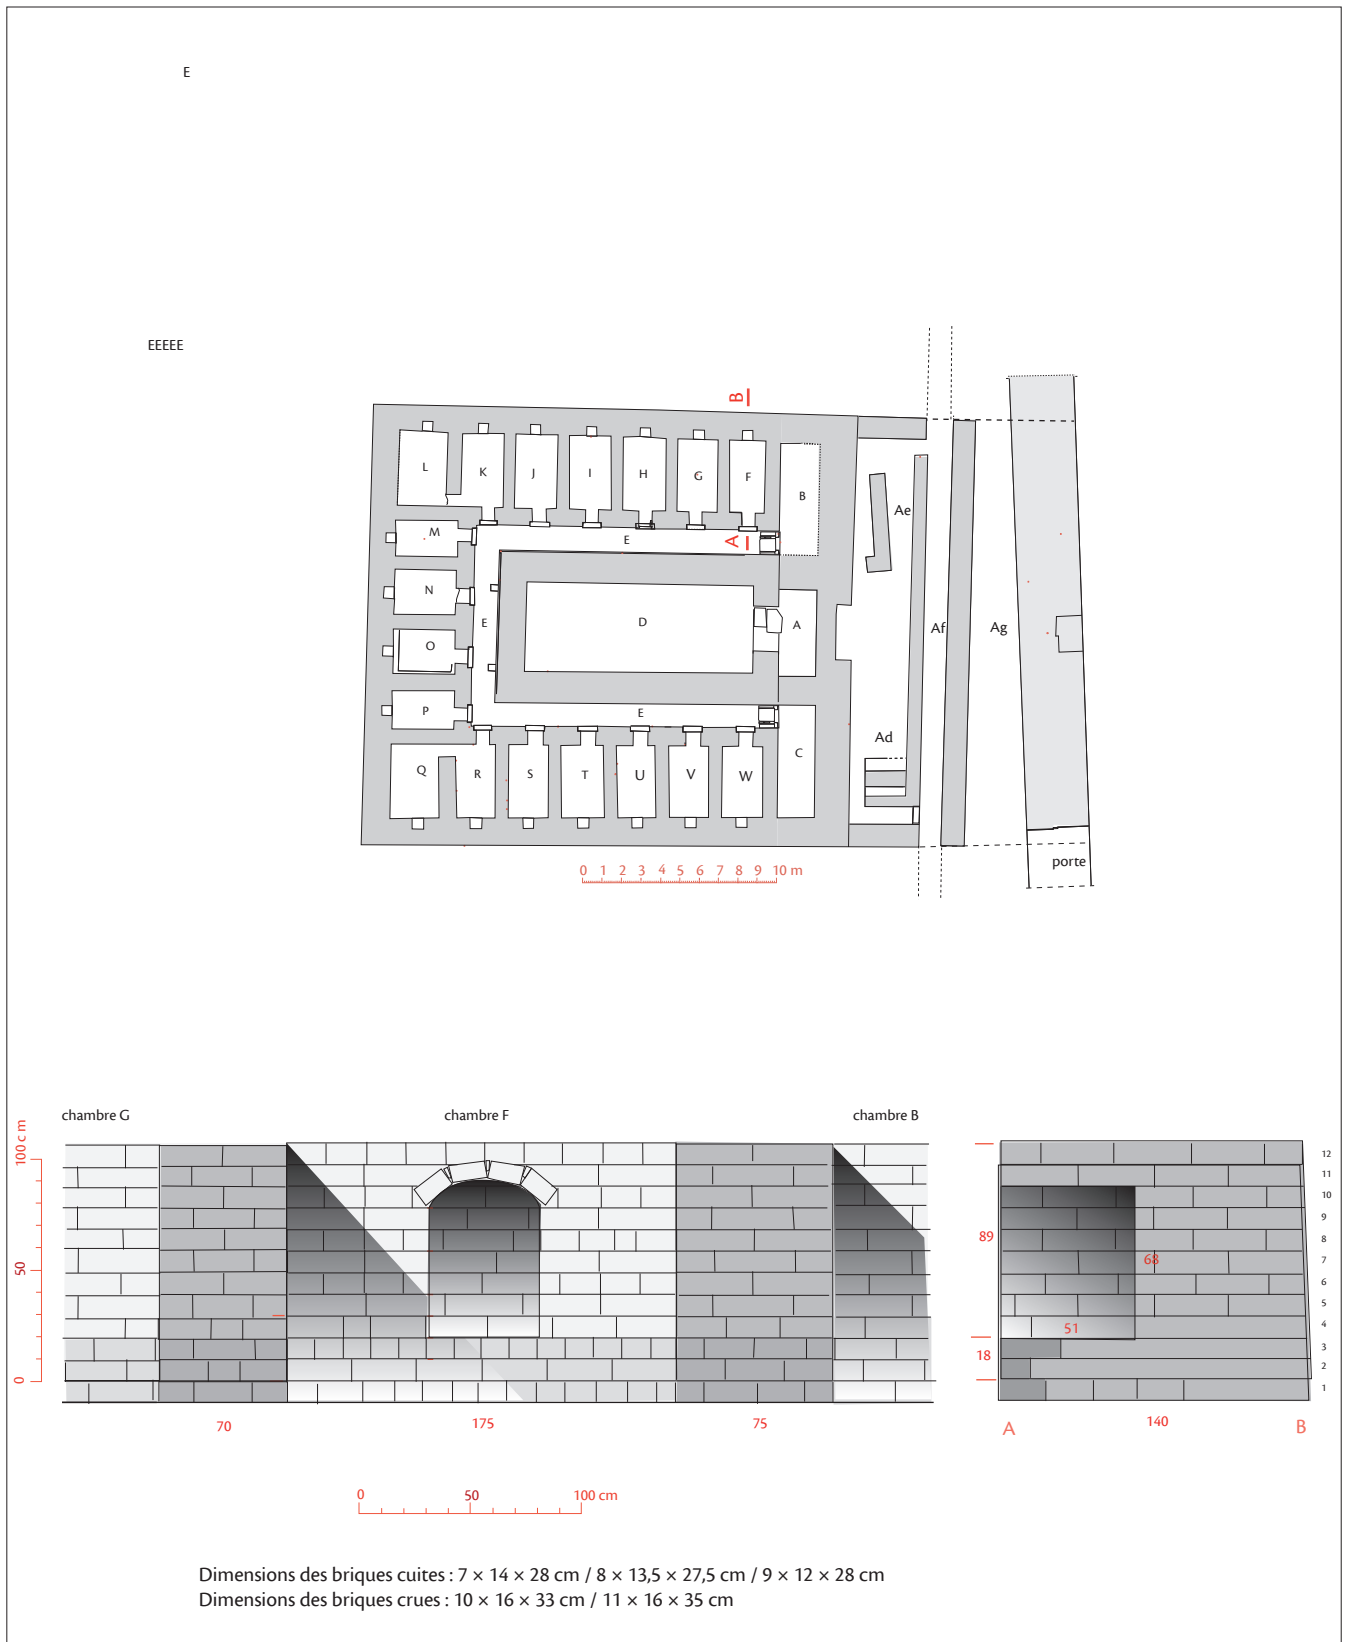 E
EEEEE
B
L
K
J
I
H
G
F
B
M
A
E
Ae
N
E
D
A
Af
Ag
O
P
E
Ad
C
Q
R
S
T
U
V
W
porte
0 1 2 3 4 5 6 7 8 9 10 m
chambre G
chambre F
chambre B
100 c m
50
0
89
18
68
51
12
11
10
9
8
7
6
5
4
3
2
1
70
175
75
A
140
B
0 50 100 cm
Dimensions des briques cuites : 7 × 14 × 28 cm / 8 × 13,5 × 27,5 cm / 9 × 12 × 28 cm
Dimensions des briques crues : 10 × 16 × 33 cm / 11 × 16 × 35 cm